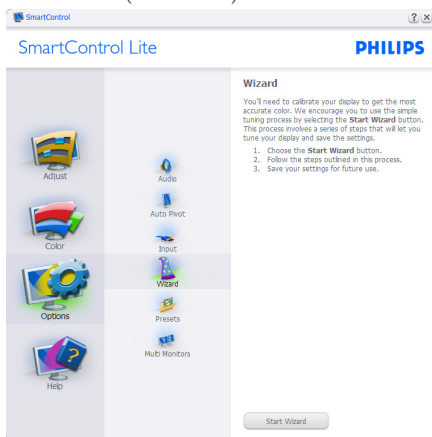 SmartControl
SmartControl Lite
PHILIPS
Adjust
Color
Options
Help
Audio
Auto Pivot
Input
Wizard
Presets
Multi Monitors
Wizard
You'll need to calibrate your display to get the most
accurate color. We encourage you to use the simple
tuning process by selecting the Start Wizard button.
This process involves a series of steps that will let you
tune your display and save the settings.
1. Choose the Start Wizard button.
2. Follow the steps outlined in this process.
3. Save your settings for future use.
Start Wizard